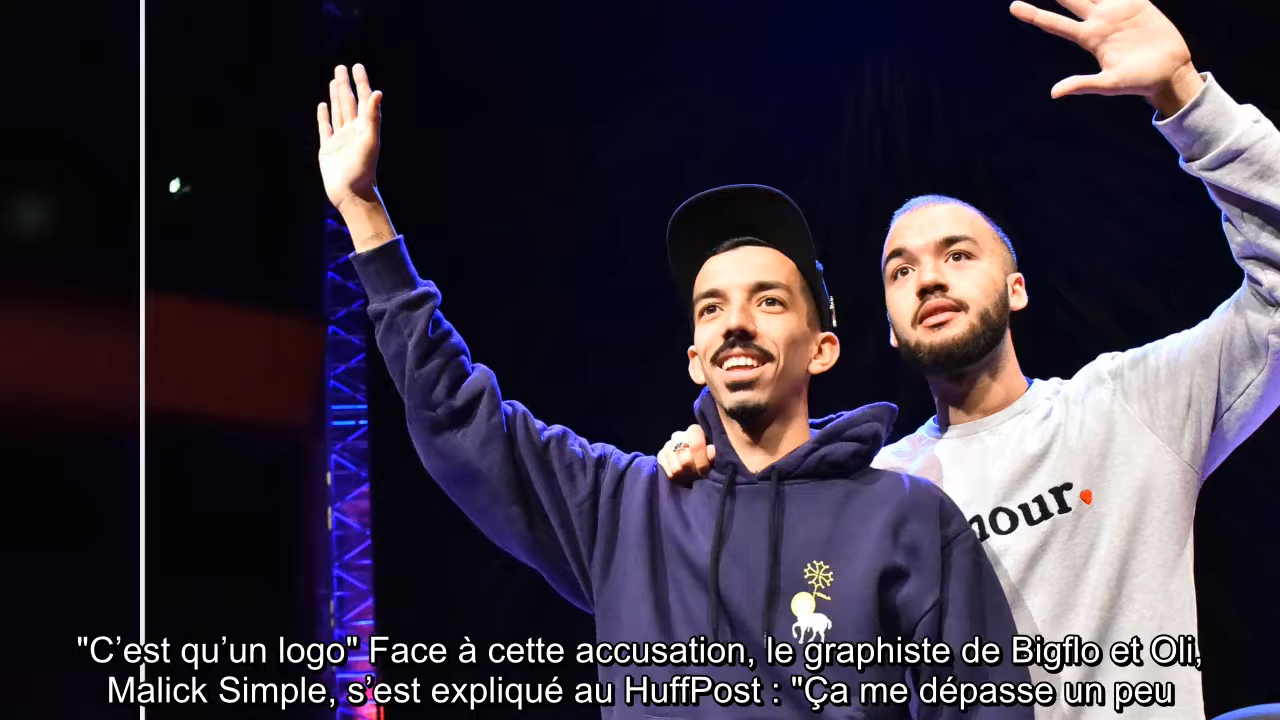 mour.
"C’est qu’un logo" Face à cette accusation, le graphiste de Bigflo et Oli,
Malick Simple, s’est expliqué au HuffPost : "Ça me dépasse un peu